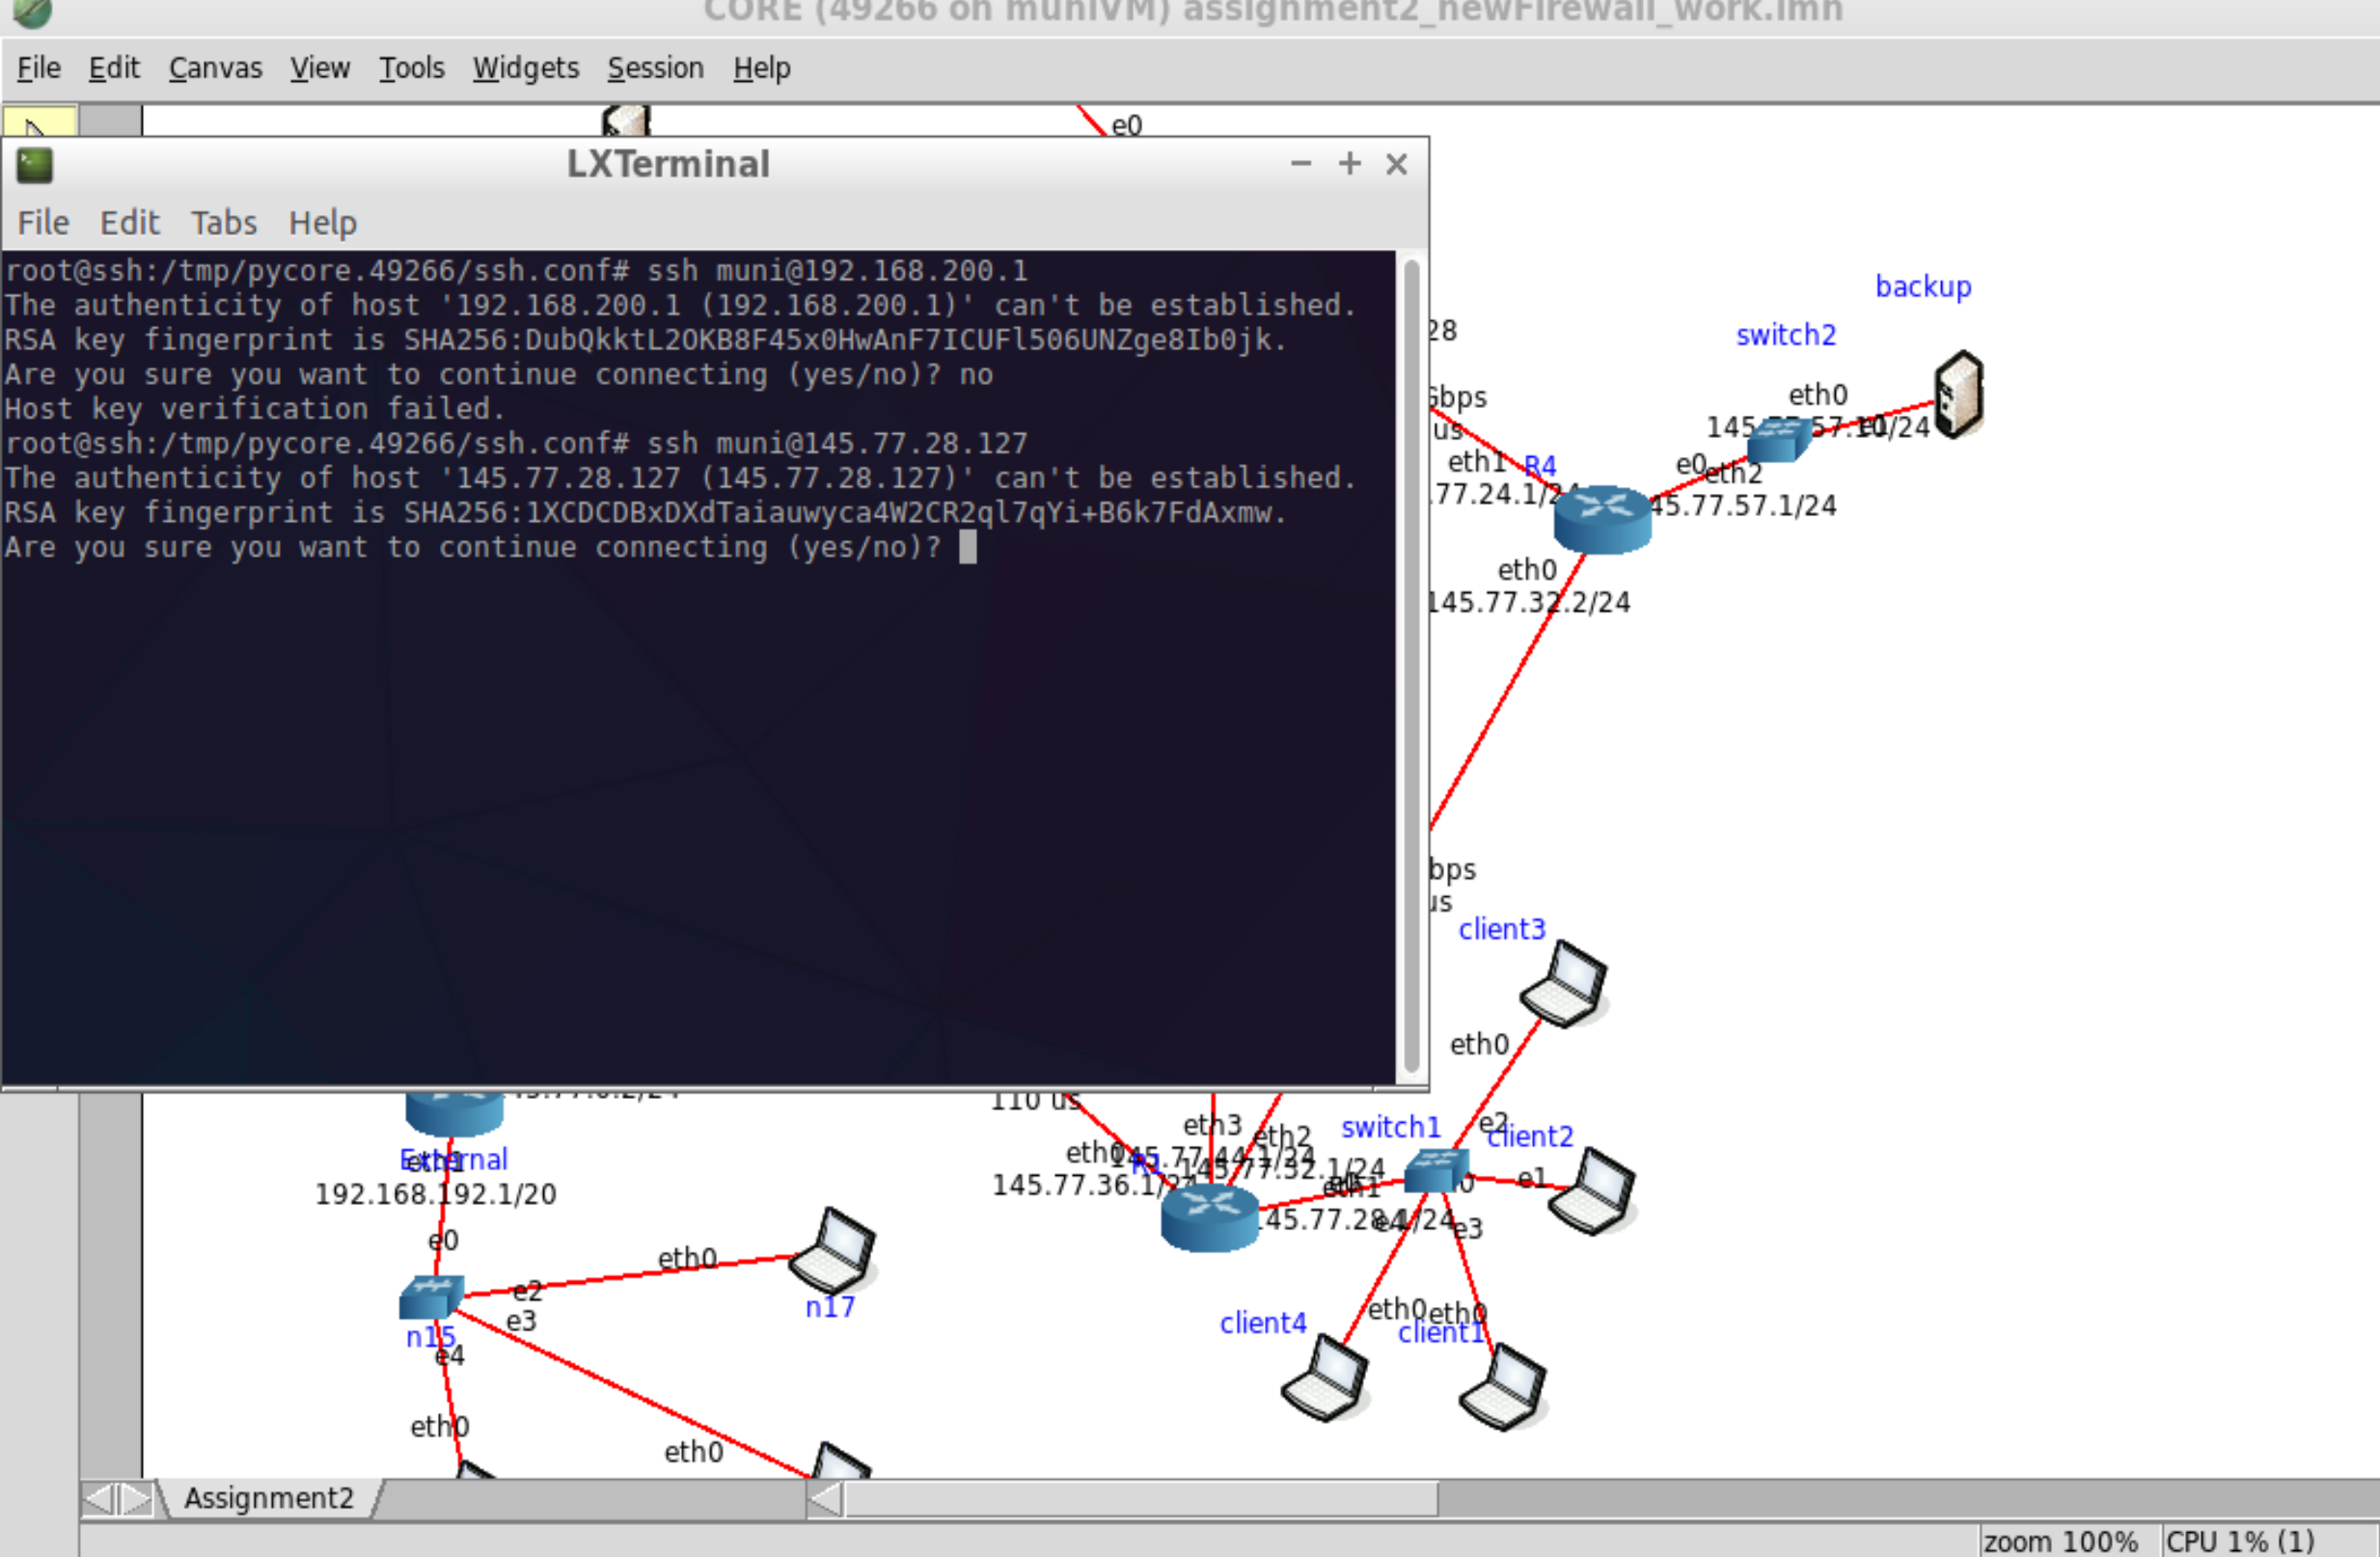 CORE (49266 on muniVM) assignment2_newFirewall_work.imn
File Edit Canvas View Tools Widgets Session Help
e0
LXTerminal
File Edit Tabs Help
root@ssh:/tmp/pycore.49266/ssh.conf# ssh muni@192.168.200.1
The authenticity of host '192.168.200.1 (192.168.200.1)' can't be established.
RSA key fingerprint is SHA256:DubQkktL2OKB8F45x0HwAnF7ICUFl506UNZge8Ib0jk.
Are you sure you want to continue connecting (yes/no)? no
Host key verification failed.
root@ssh:/tmp/pycore.49266/ssh.conf# ssh muni@145.77.28.127
The authenticity of host '145.77.28.127 (145.77.28.127)' can't be established.
RSA key fingerprint is SHA256:1XCDCDBxDXdTaiauwyca4W2CR2ql7qYi+B6k7FdAxmw.
Are you sure you want to continue connecting (yes/no)?
backup
switch2
28
eth0
Gbps
us
eth1
R4
e0
eth2
.77.24.1/24
45.77.57.1/24
eth0
145.77.32.2/24
bps
us
client3
eth0
110 us
e2
eth3
switch1
client2
eth2
eth0
145.77.44.1/24
145.77.32.1/24
145.77.36.1/24
eth1
e1
45.77.28.1/24
e4
e3
External
eth1
192.168.192.1/20
e0
eth0
e2
n17
e3
n15
e4
eth0
eth0
client4
client1
eth0
eth0
Assignment2
zoom 100%
CPU 1% (1)